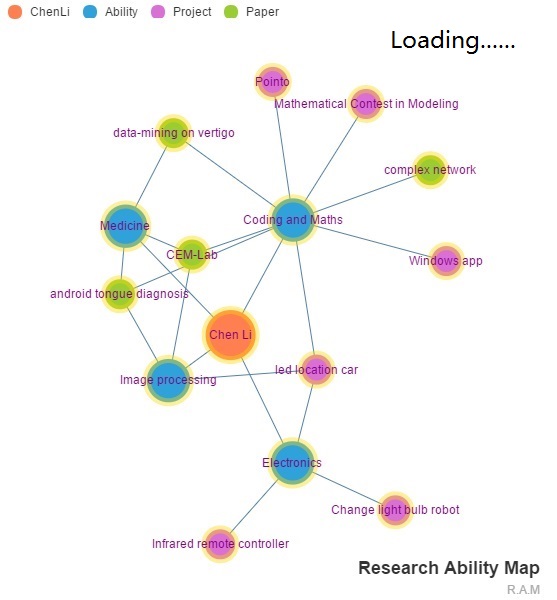 ChenLi Ability Project Paper
Loading......
Pointo
Mathematical Contest in Modeling
data-mining on vertigo
complex network
Coding and Maths
Medicine
CEM-Lab
Windows app
android tongue diagnosis
Chen Li
led location car
Image processing
Electronics
Change light bulb robot
Infrared remote controller
Research Ability Map
R.A.M